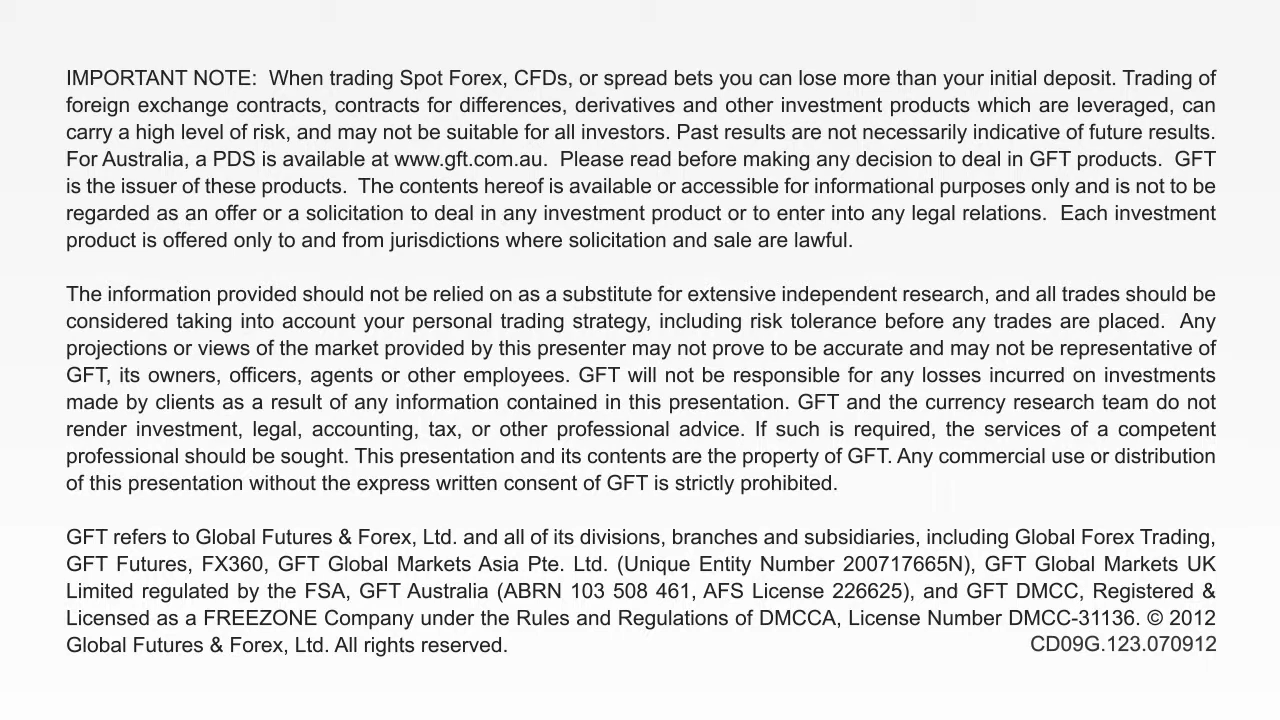 IMPORTANT NOTE:  When trading Spot Forex, CFDs, or spread bets you can lose more than your initial deposit. Trading of
foreign exchange contracts, contracts for differences, derivatives and other investment products which are leveraged, can
carry a high level of risk, and may not be suitable for all investors. Past results are not necessarily indicative of future results.
For Australia, a PDS is available at www.gft.com.au.  Please read before making any decision to deal in GFT products.  GFT
is the issuer of these products.  The contents hereof is available or accessible for informational purposes only and is not to be
regarded as an offer or a solicitation to deal in any investment product or to enter into any legal relations.  Each investment
product is offered only to and from jurisdictions where solicitation and sale are lawful.
The information provided should not be relied on as a substitute for extensive independent research, and all trades should be
considered taking into account your personal trading strategy, including risk tolerance before any trades are placed.  Any
projections or views of the market provided by this presenter may not prove to be accurate and may not be representative of
GFT, its owners, officers, agents or other employees. GFT will not be responsible for any losses incurred on investments
made by clients as a result of any information contained in this presentation. GFT and the currency research team do not
render investment, legal, accounting, tax, or other professional advice. If such is required, the services of a competent
professional should be sought. This presentation and its contents are the property of GFT. Any commercial use or distribution
of this presentation without the express written consent of GFT is strictly prohibited.
GFT refers to Global Futures & Forex, Ltd. and all of its divisions, branches and subsidiaries, including Global Forex Trading,
GFT Futures, FX360, GFT Global Markets Asia Pte. Ltd. (Unique Entity Number 200717665N), GFT Global Markets UK
Limited regulated by the FSA, GFT Australia (ABRN 103 508 461, AFS License 226625), and GFT DMCC, Registered &
Licensed as a FREEZONE Company under the Rules and Regulations of DMCCA, License Number DMCC-31136. © 2012
Global Futures & Forex, Ltd. All rights reserved. CD09G.123.070912